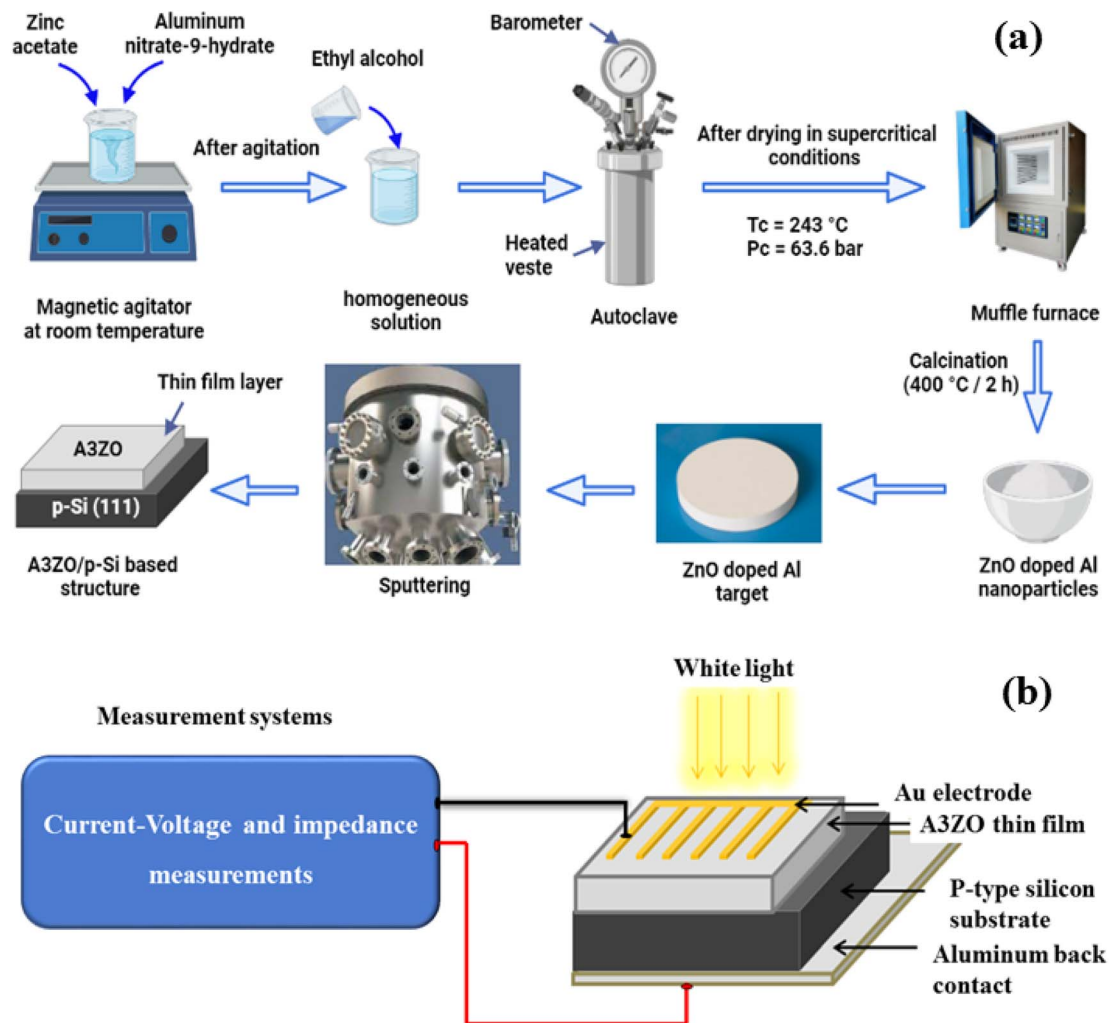 (a)
Zinc
acetate
Aluminum
nitrate-9-hydrate
Ethyl alcohol
Barometer
After agitation
After drying in supercritical
conditions
Tc = 243 °C
Pc = 63.6 bar
Heated
veste
Magnetic agitator
at room temperature
homogeneous
solution
Autoclave
Muffle furnace
Calcination
(400 °C / 2 h)
Thin film layer
A3ZO
p-Si (111)
A3ZO/p-Si based
structure
Sputtering
ZnO doped Al
target
ZnO doped Al
nanoparticles
(b)
White light
Measurement systems
Current-Voltage and impedance
measurements
Au electrode
A3ZO thin film
P-type silicon
substrate
Aluminum back
contact